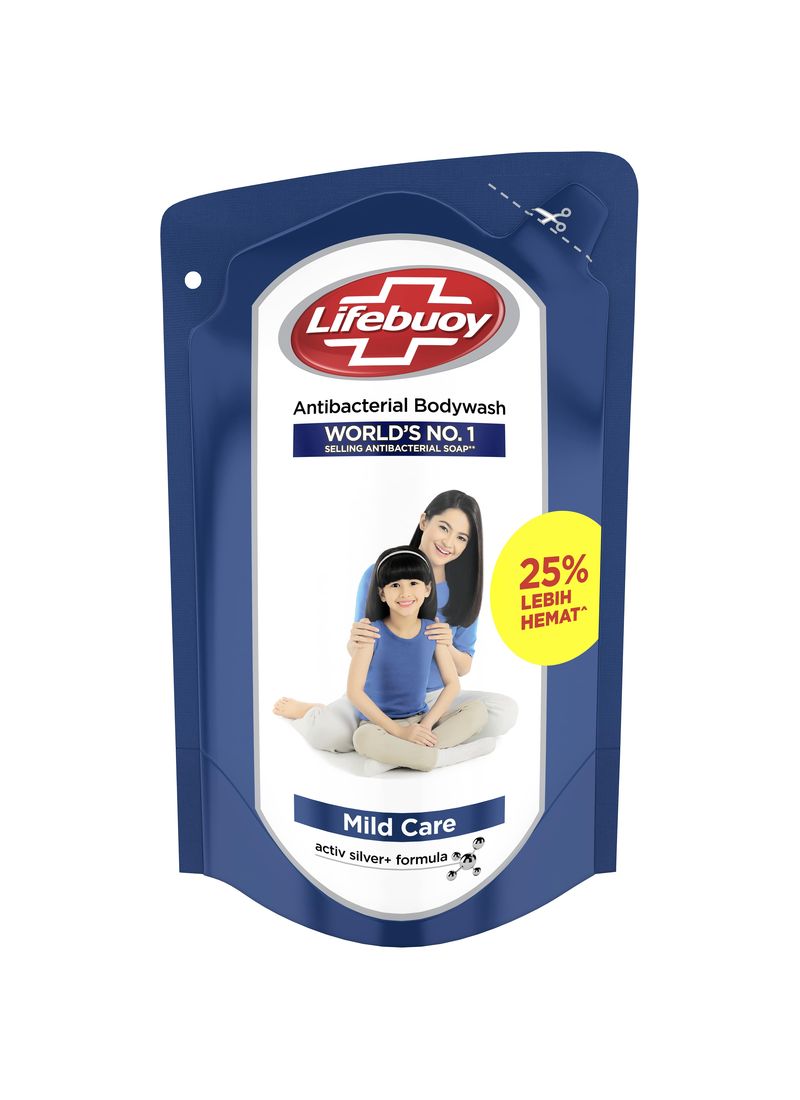 Lifebuoy
Antibacterial Bodywash
WORLD'S NO. 1
SELLING ANTIBACTERIAL SOAP**
25%
LEBIH
HEMAT^
Mild Care
activ silver+ formula